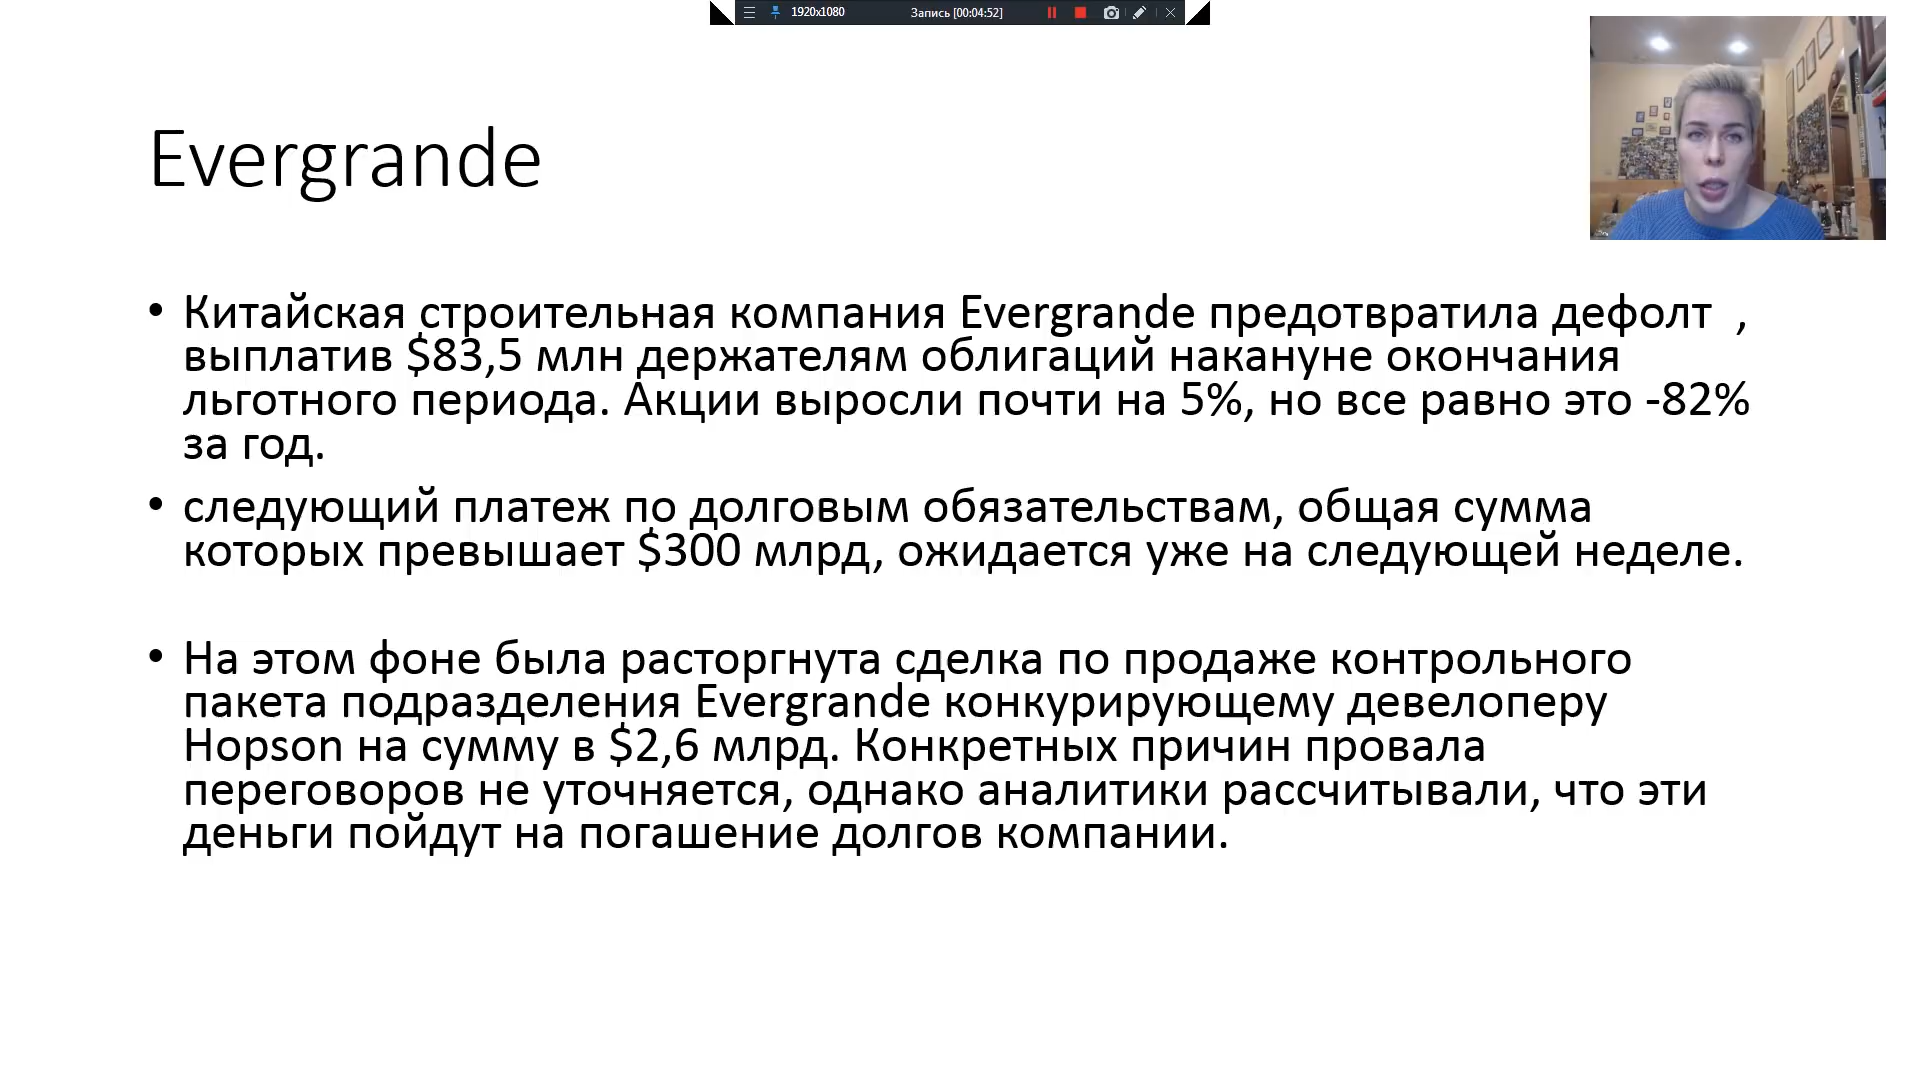 1920x1080
Запись [00:04:52]
Evergrande
• Китайская строительная компания Evergrande предотвратила дефолт ,
выплатив $83,5 млн держателям облигаций накануне окончания
льготного периода. Акции выросли почти на 5%, но все равно это -82%
за год.
• следующий платеж по долговым обязательствам, общая сумма
которых превышает $300 млрд, ожидается уже на следующей неделе.
• На этом фоне была расторгнута сделка по продаже контрольного
пакета подразделения Evergrande конкурирующему девелоперу
Hopson на сумму в $2,6 млрд. Конкретных причин провала
переговоров не уточняется, однако аналитики рассчитывали, что эти
деньги пойдут на погашение долгов компании.